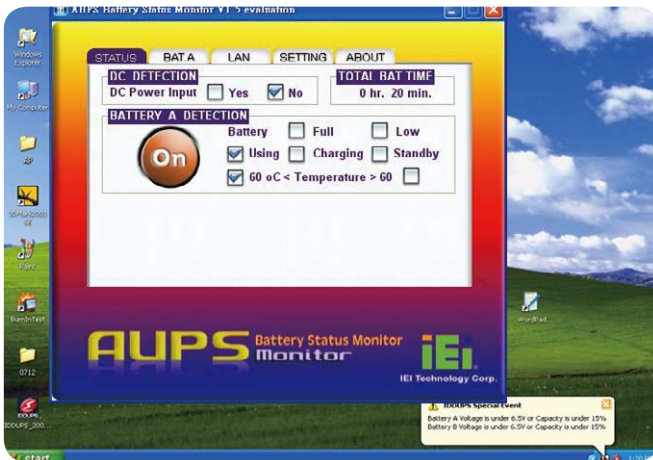 AUPS Battery Status Monitor V1.5 evaluation
Windows Explorer
My Computer
AP
Paint
BurnInTest
0712
IDDUPS_200...
STATUS BAT A LAN SETTING ABOUT
DC DETECTION
DC Power Input Yes No
TOTAL BAT TIME
0 hr. 20 min.
BATTERY A DETECTION
On
Battery Full Low
Using Charging Standby
60 oC < Temperature > 60
AUPS Battery Status Monitor
Monitor
iEi
IEI Technology Corp.
WordPad
IDDUPS Special Event
Battery A Voltage is under 6.5V or Capacity is under 15%
Battery B Voltage is under 6.5V or Capacity is under 15%
start